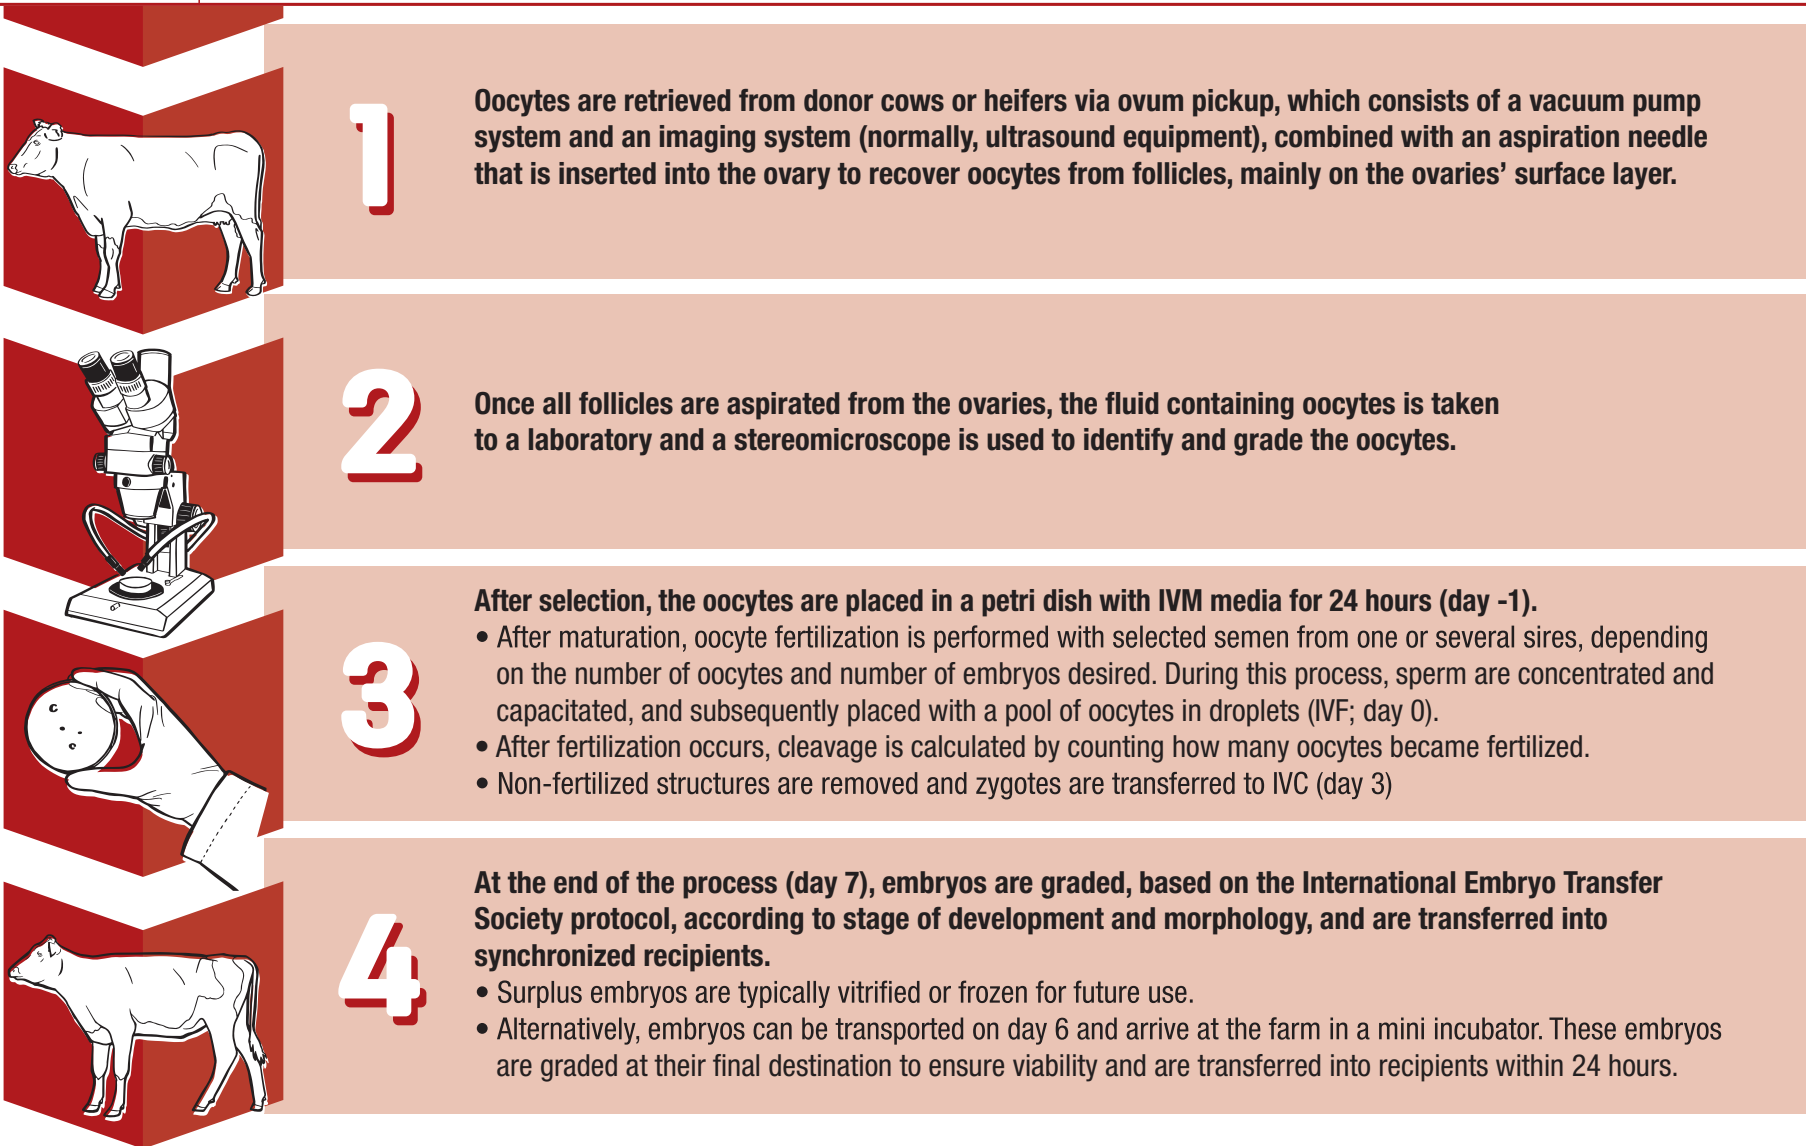 1
Oocytes are retrieved from donor cows or heifers via ovum pickup, which consists of a vacuum pump
system and an imaging system (normally, ultrasound equipment), combined with an aspiration needle
that is inserted into the ovary to recover oocytes from follicles, mainly on the ovaries’ surface layer.
2
Once all follicles are aspirated from the ovaries, the fluid containing oocytes is taken
to a laboratory and a stereomicroscope is used to identify and grade the oocytes.
3
After selection, the oocytes are placed in a petri dish with IVM media for 24 hours (day -1).
• After maturation, oocyte fertilization is performed with selected semen from one or several sires, depending
on the number of oocytes and number of embryos desired. During this process, sperm are concentrated and
capacitated, and subsequently placed with a pool of oocytes in droplets (IVF; day 0).
• After fertilization occurs, cleavage is calculated by counting how many oocytes became fertilized.
• Non-fertilized structures are removed and zygotes are transferred to IVC (day 3)
4
At the end of the process (day 7), embryos are graded, based on the International Embryo Transfer
Society protocol, according to stage of development and morphology, and are transferred into
synchronized recipients.
• Surplus embryos are typically vitrified or frozen for future use.
• Alternatively, embryos can be transported on day 6 and arrive at the farm in a mini incubator. These embryos
are graded at their final destination to ensure viability and are transferred into recipients within 24 hours.